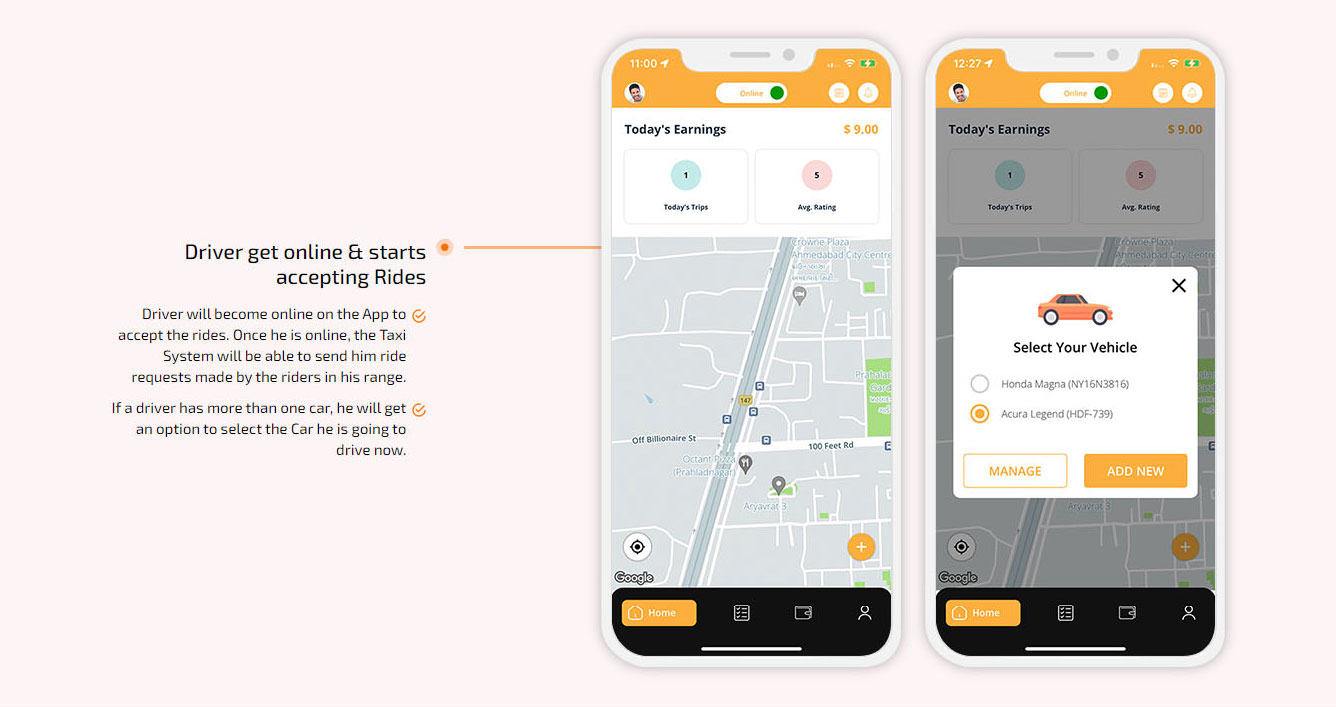 Driver get online & starts
accepting Rides
Driver will become online on the App to
accept the rides. Once he is online, the Taxi
System will be able to send him ride
requests made by the riders in his range.
If a driver has more than one car, he will get
an option to select the Car he is going to
drive now.
11:00
Online
Today's Earnings
$ 9.00
1
Today's Trips
5
Avg. Rating
Crowne Plaza
Ahmedabad City Centre
Prahala
Gard
147
Off Billionaire St
100 Feet Rd
Octant Pizza
(Prahladnagar)
Aryavrat 3
Google
Home
12:27
Online
Today's Earnings
$ 9.00
1
Today's Trips
5
Avg. Rating
Crowne Plaza
Ahmedabad City Centre
Select Your Vehicle
Honda Magna (NY16N3816)
Acura Legend (HDF-739)
MANAGE
ADD NEW
Aryavrat 3
Google
Home